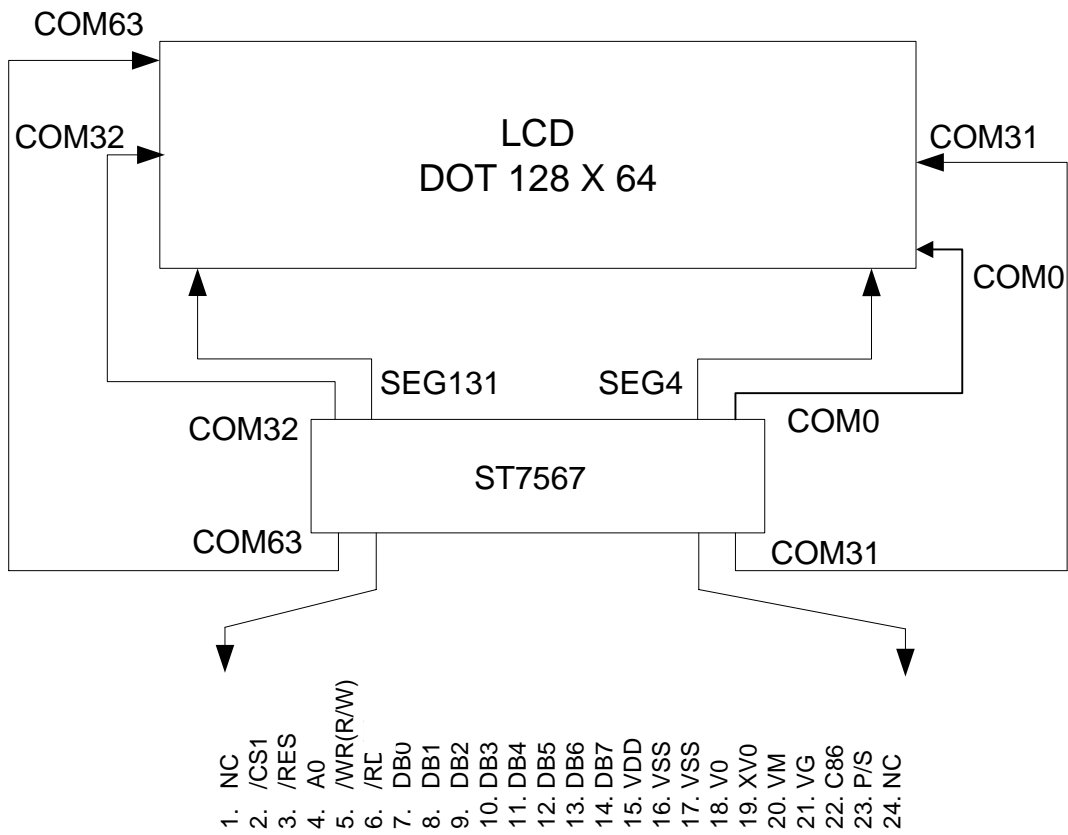 COM63
COM32
LCD
DOT 128 X 64
COM31
COM0
SEG131
SEG4
COM32
COM0
ST7567
COM63
COM31
1. NC
2. /CS1
3. /RES
4. A0
5. /WR(R/W)
6. /RD
7. DB0
8. DB1
9. DB2
10. DB3
11. DB4
12. DB5
13. DB6
14. DB7
15. VDD
16. VSS
17. VSS
18. V0
19. XV0
20. VM
21. VG
22. C86
23. P/S
24. NC